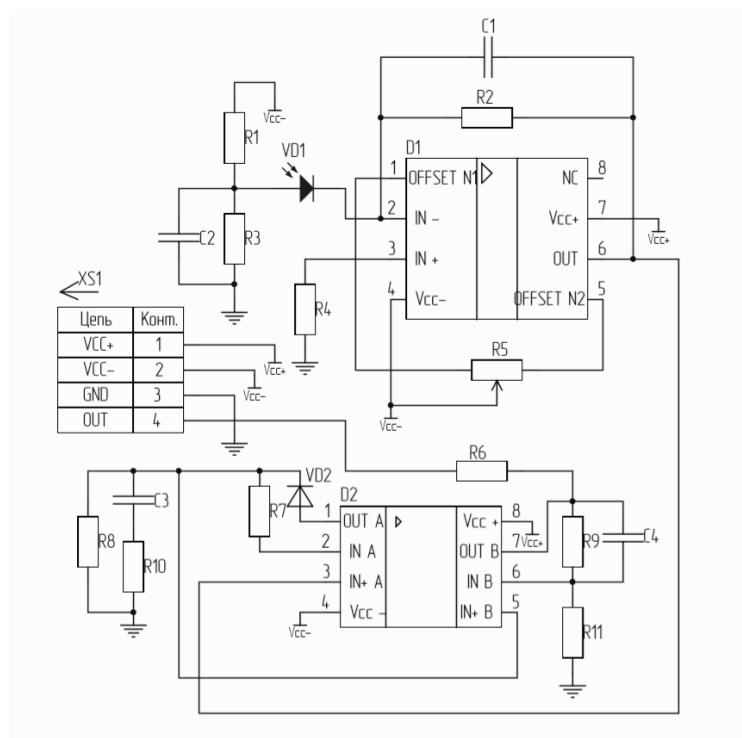 C1
R2
Vcc-
R1
VD1
D1
1 OFFSET N1 NC 8
2 IN - Vcc+ 7
Vcc+
3 IN + OUT 6
4 Vcc- OFFSET N2 5
C2 R3
R4
R5
Vcc-
XS1
Цепь Конт.
VCC+ 1
Vcc+
VCC- 2
Vcc-
GND 3
OUT 4
R6
R8
C3
R10
R7
VD2
D2
1 OUT A Vcc + 8
Vcc+
2 IN A OUT B 7
3 IN+ A IN B 6
4 Vcc - IN+ B 5
Vcc-
R9
C4
R11